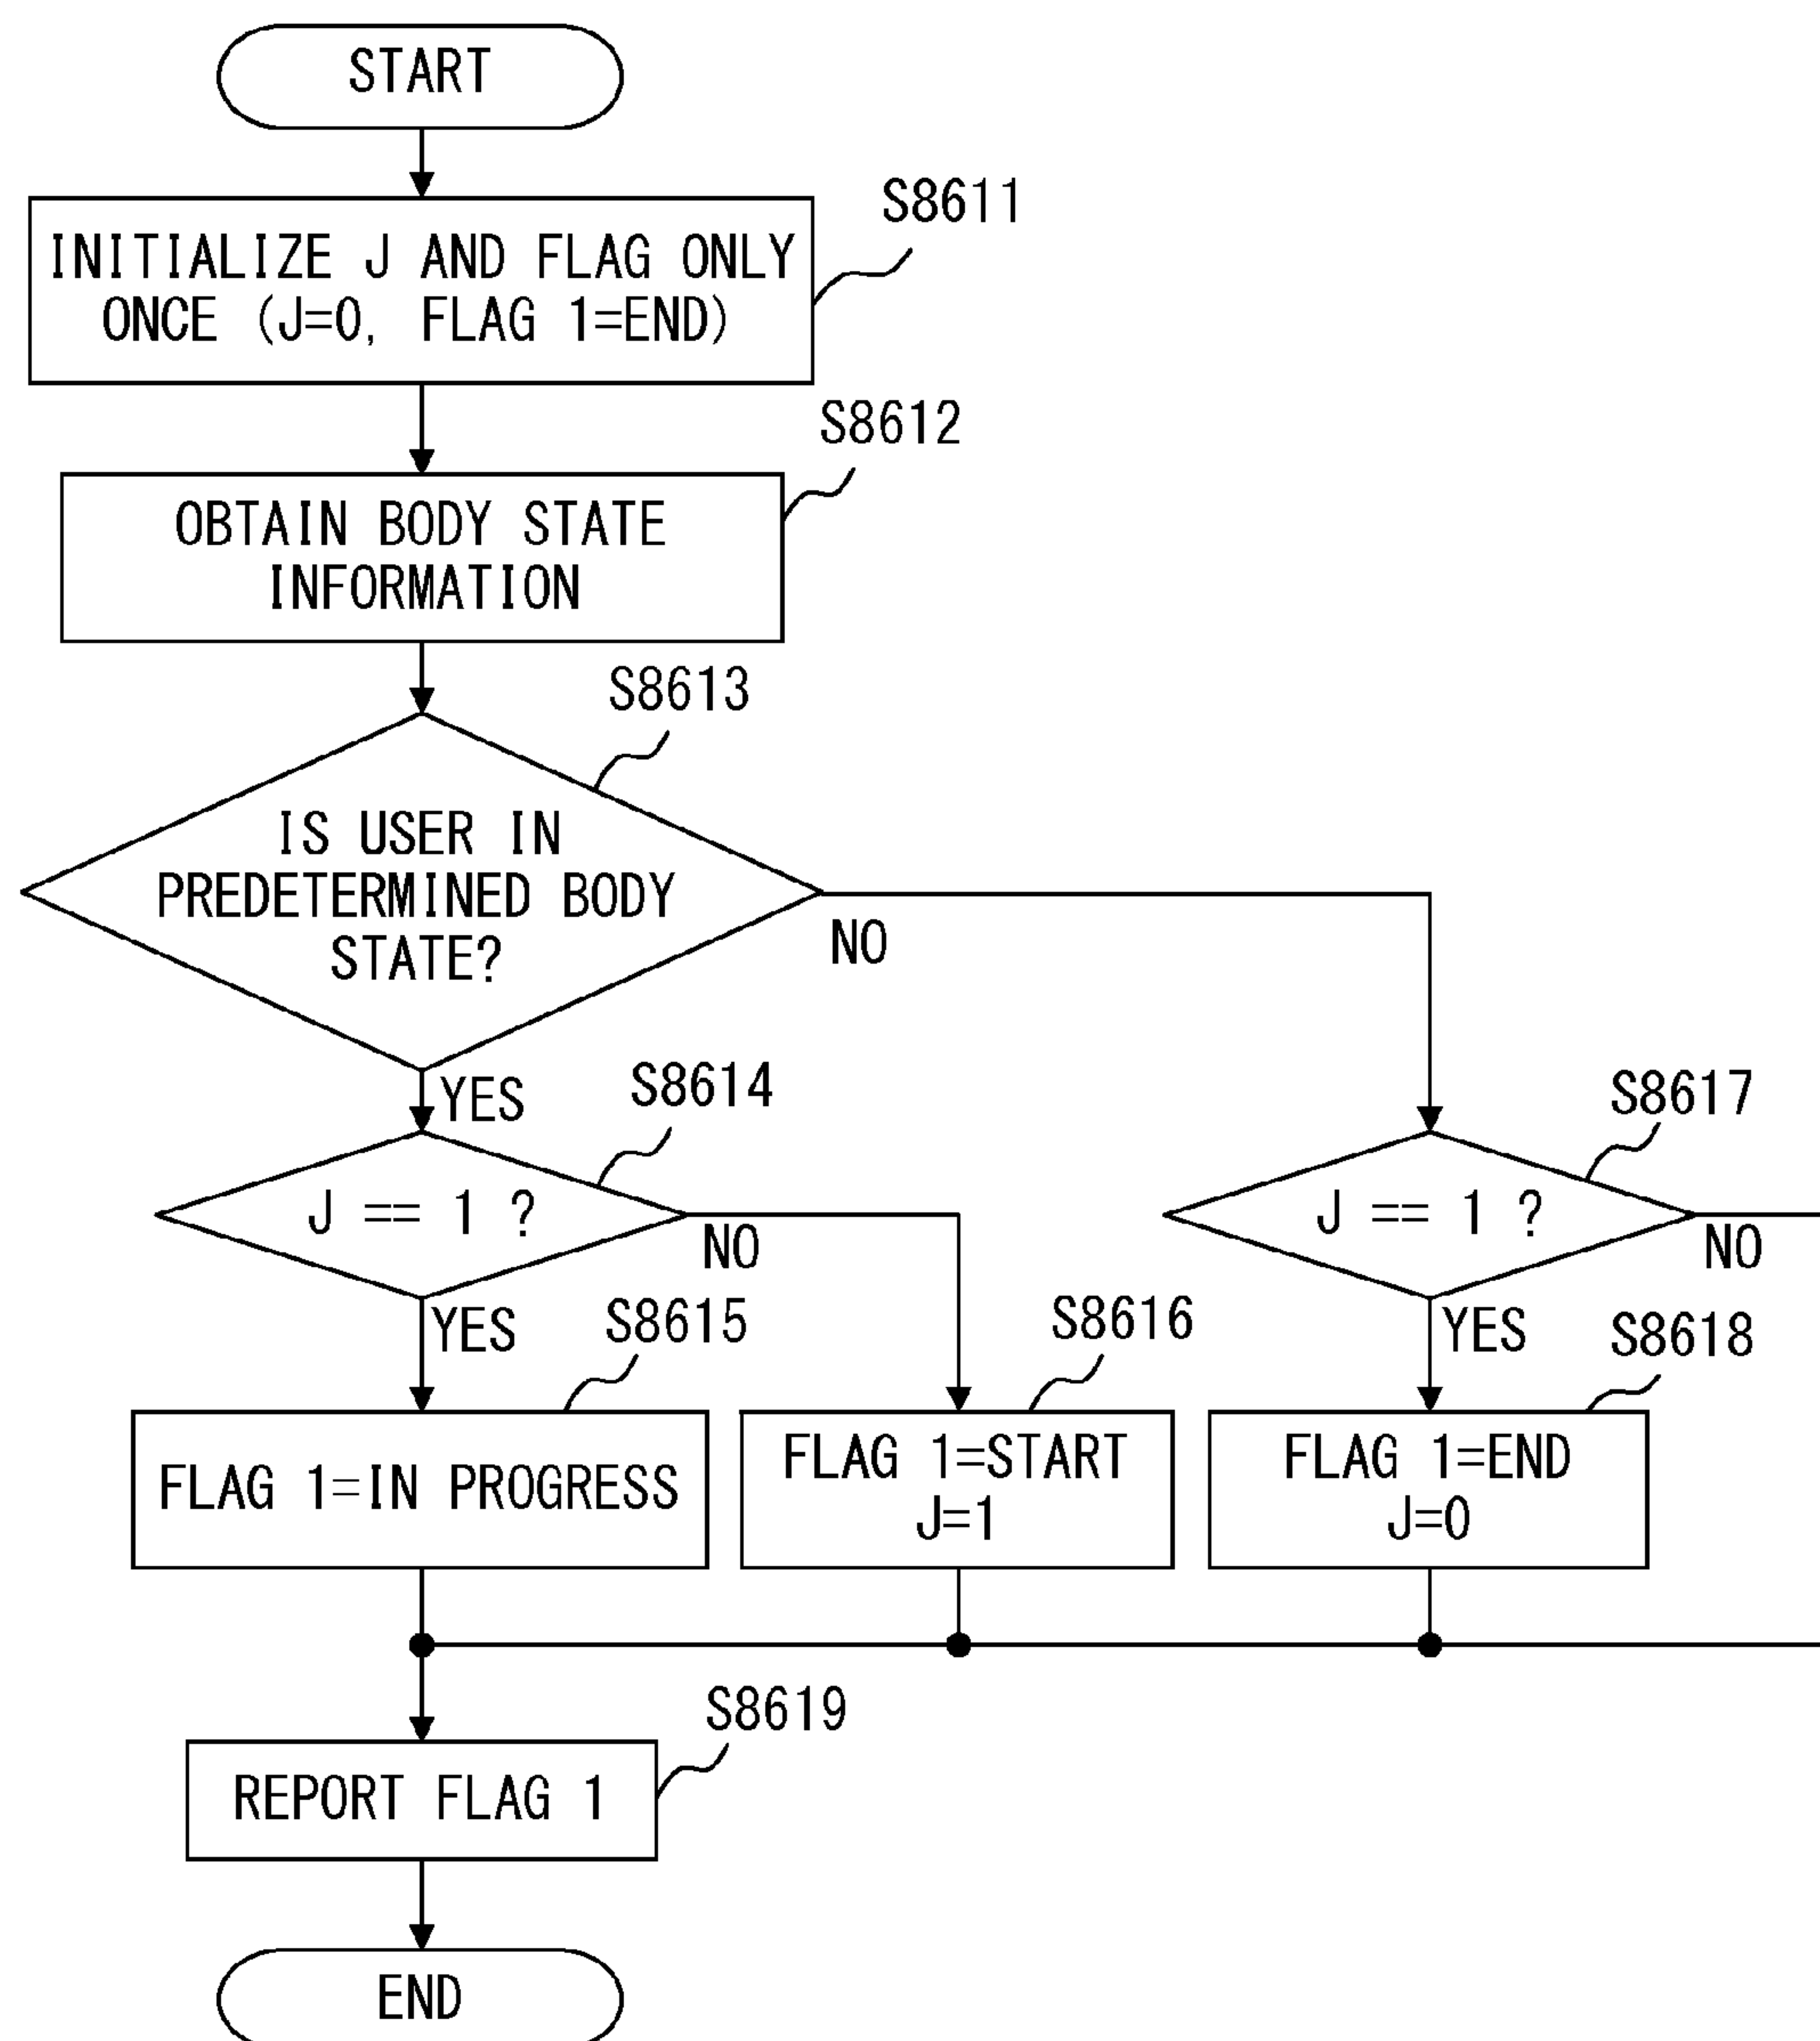 START
S8611
INITIALIZE J AND FLAG ONLY
ONCE (J=0, FLAG 1=END)
S8612
OBTAIN BODY STATE
INFORMATION
S8613
IS USER IN
PREDETERMINED BODY
STATE?
NO
YES
S8614
S8617
J == 1 ?
NO
J == 1 ?
NO
YES
S8615
S8616
YES
S8618
FLAG 1=IN PROGRESS
FLAG 1=START
J=1
FLAG 1=END
J=0
S8619
REPORT FLAG 1
END